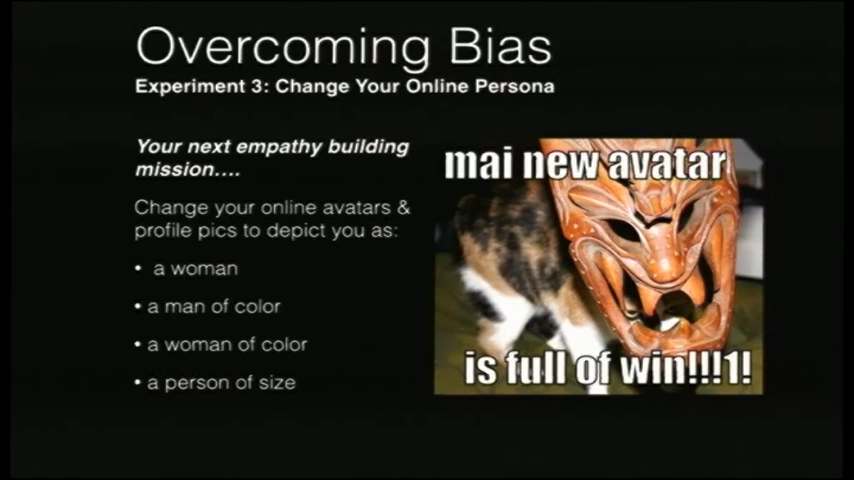 Overcoming Bias
Experiment 3: Change Your Online Persona
Your next empathy building
mission....
Change your online avatars &
profile pics to depict you as:
• a woman
• a man of color
• a woman of color
• a person of size
mai new avatar
is full of win!!!1!